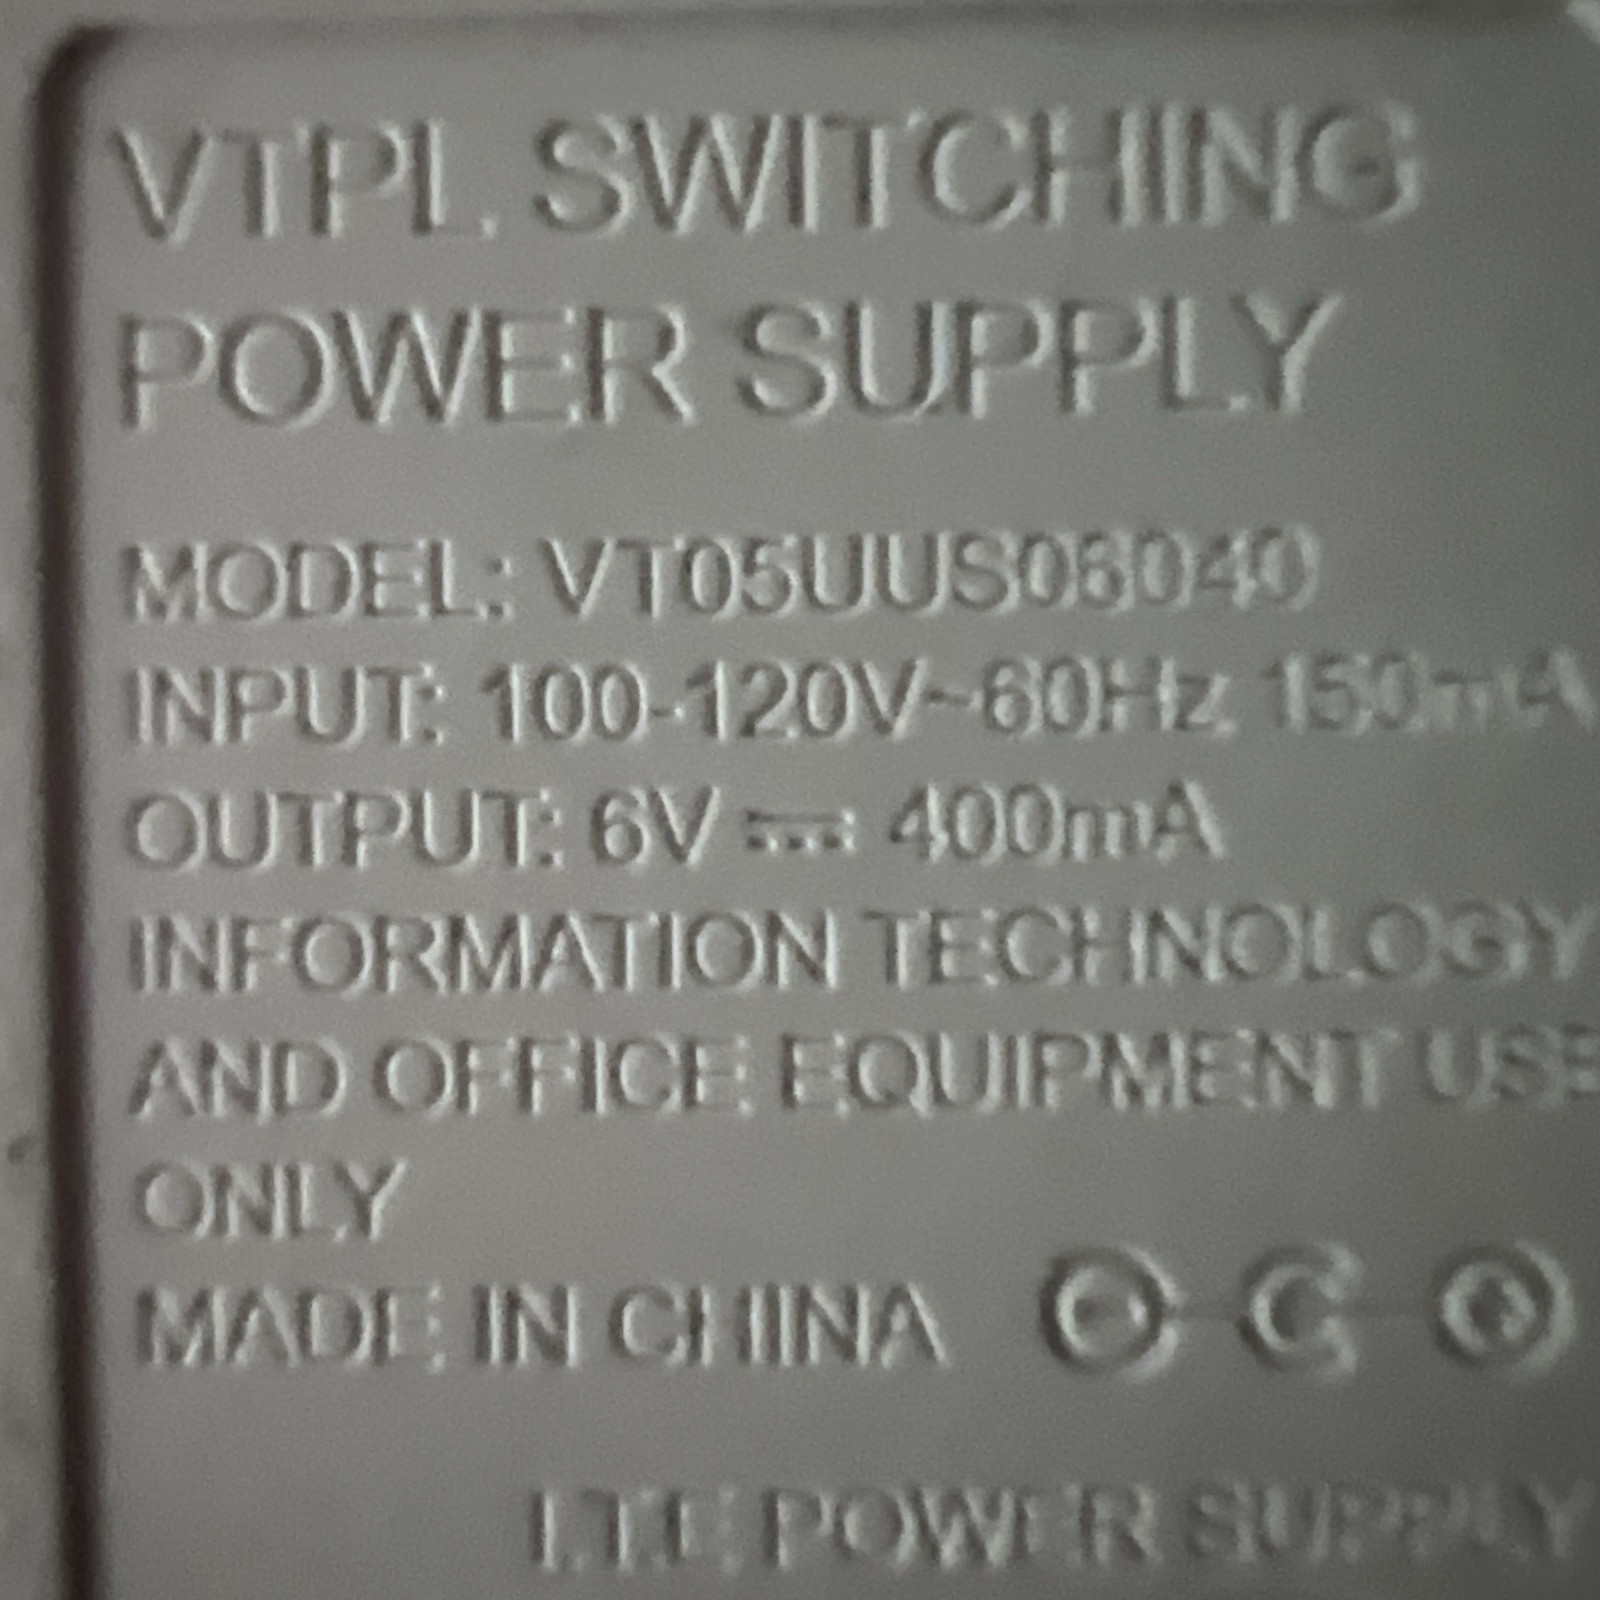 VTPL SWITCHING
POWER SUPPLY
MODEL: VT05UUS06040
INPUT: 100-120V~60Hz 150mA
OUTPUT: 6V ⎓ 400mA
INFORMATION TECHNOLOGY
AND OFFICE EQUIPMENT USE
ONLY
MADE IN CHINA
I.T.E POWER SUPPLY